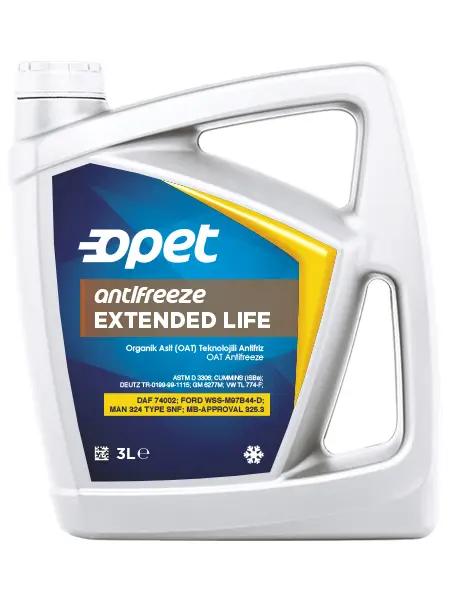 opet
antifreeze
EXTENDED LIFE
Organik Asit (OAT) Teknolojili Antifriz
OAT Antifreeze
ASTM D 3306; CUMMINS (ISBe);
DEUTZ TR-0199-99-1115; GM 6277M; VW TL 774-F;
DAF 74002; FORD WSS-M97B44-D;
MAN 324 TYPE SNF; MB-APPROVAL 325.3
3L℮